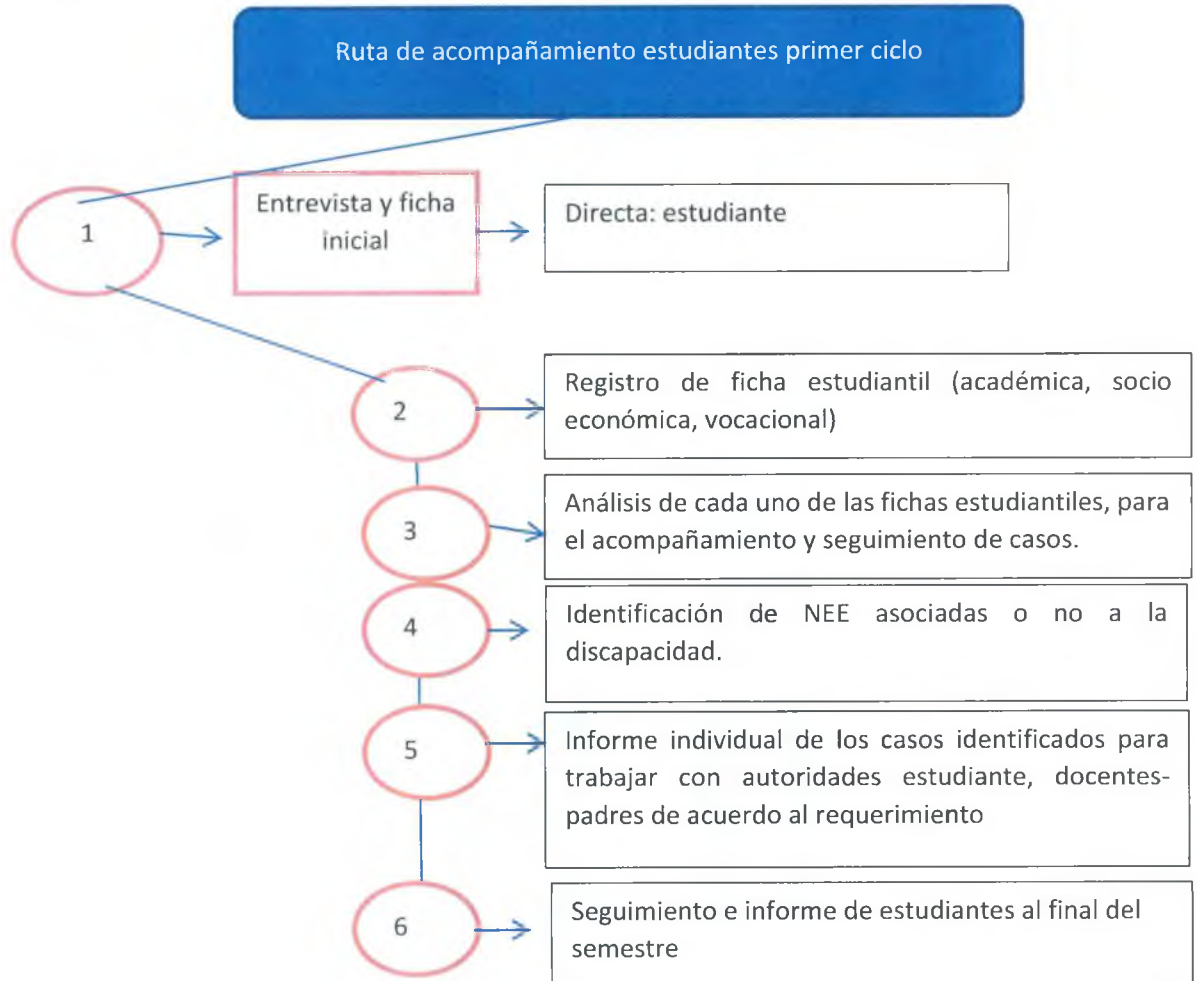 Ruta de acompañamiento estudiantes primer ciclo
1
Entrevista y ficha
inicial
Directa: estudiante
2
Registro de ficha estudiantil (académica, socio
económica, vocacional)
3
Análisis de cada uno de las fichas estudiantiles, para
el acompañamiento y seguimiento de casos.
4
Identificación de NEE asociadas o no a la
discapacidad.
5
Informe individual de los casos identificados para
trabajar con autoridades estudiante, docentes-
padres de acuerdo al requerimiento
6
Seguimiento e informe de estudiantes al final del
semestre